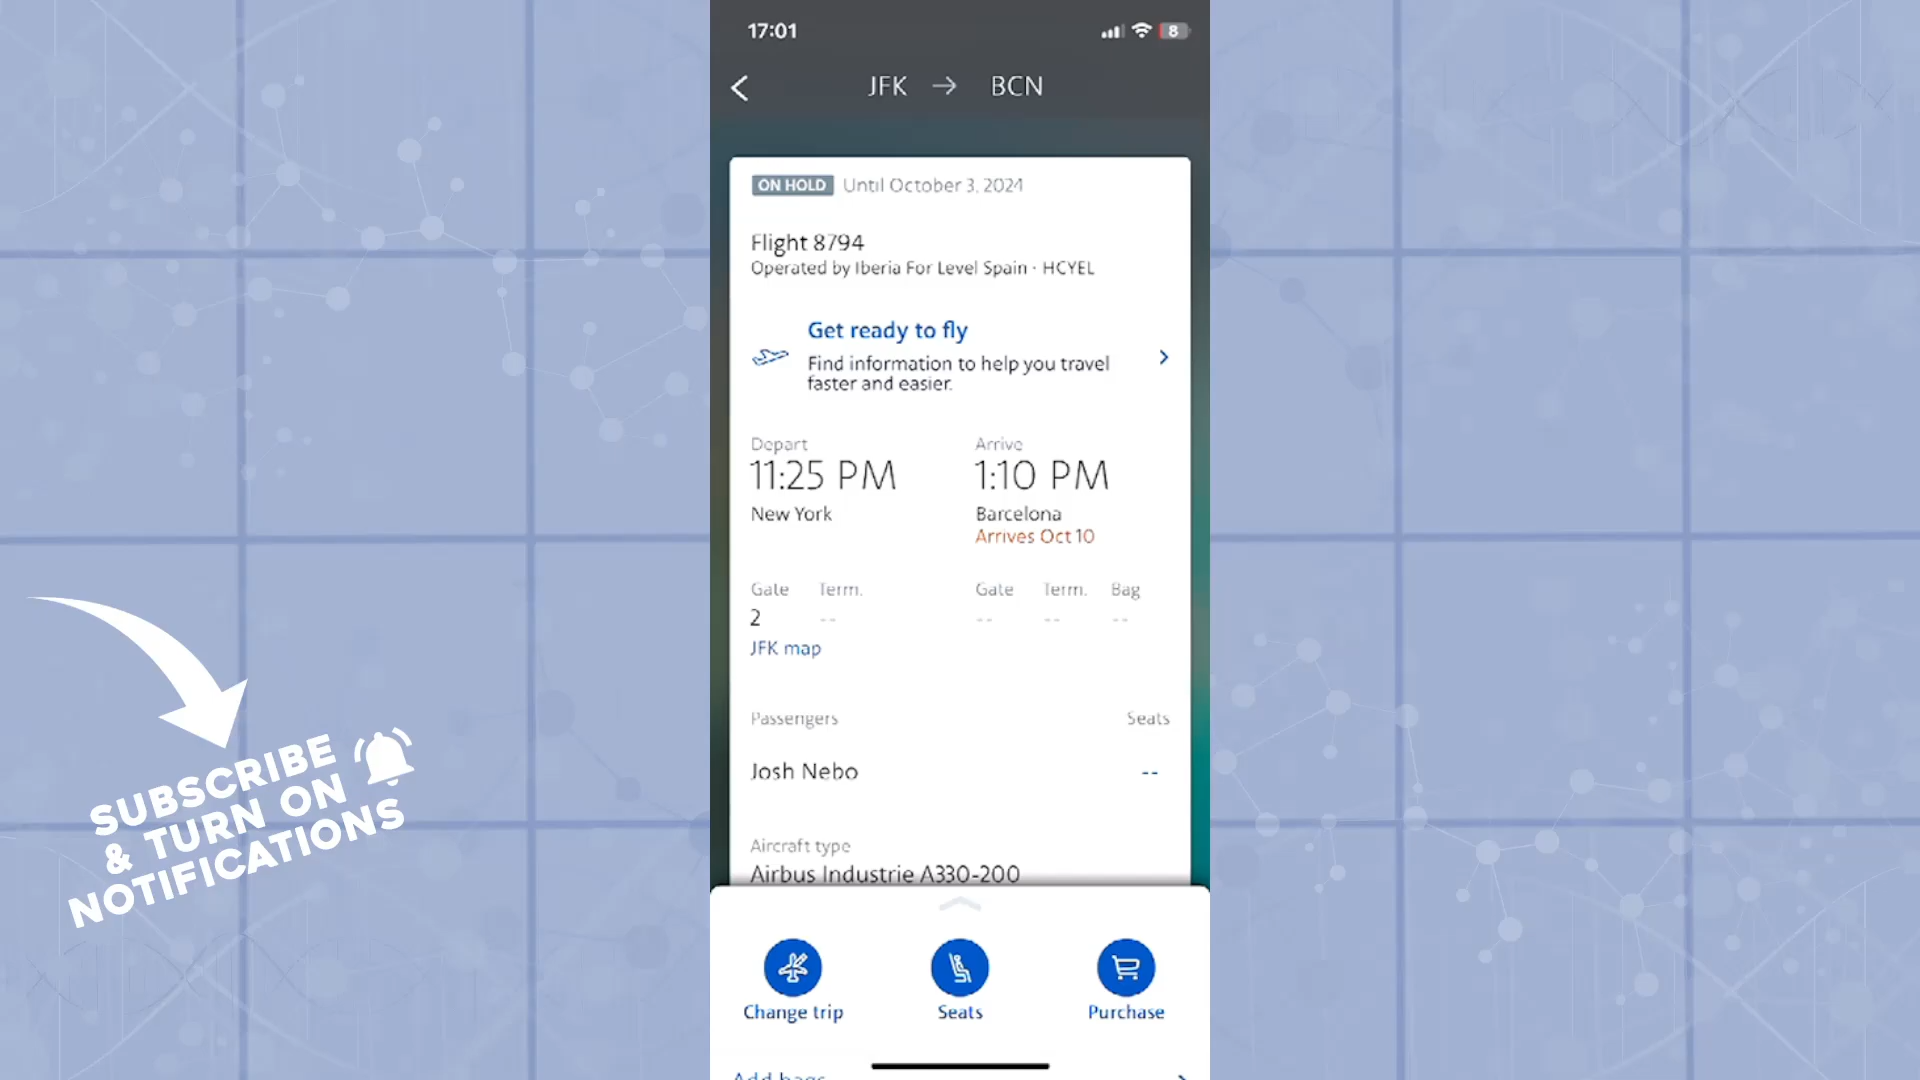 17:01
8
JFK → BCN
ON HOLD Until October 3, 2024
Flight 8794
Operated by Iberia For Level Spain · HCYEL
Get ready to fly
Find information to help you travel
faster and easier.
Depart Arrive
11:25 PM 1:10 PM
New York Barcelona
Arrives Oct 10
Gate Term. Gate Term. Bag
2 -- -- -- --
JFK map
Passengers Seats
Josh Nebo --
Aircraft type
Airbus Industrie A330-200
Change trip Seats Purchase
Add bags
SUBSCRIBE
& TURN ON
NOTIFICATIONS